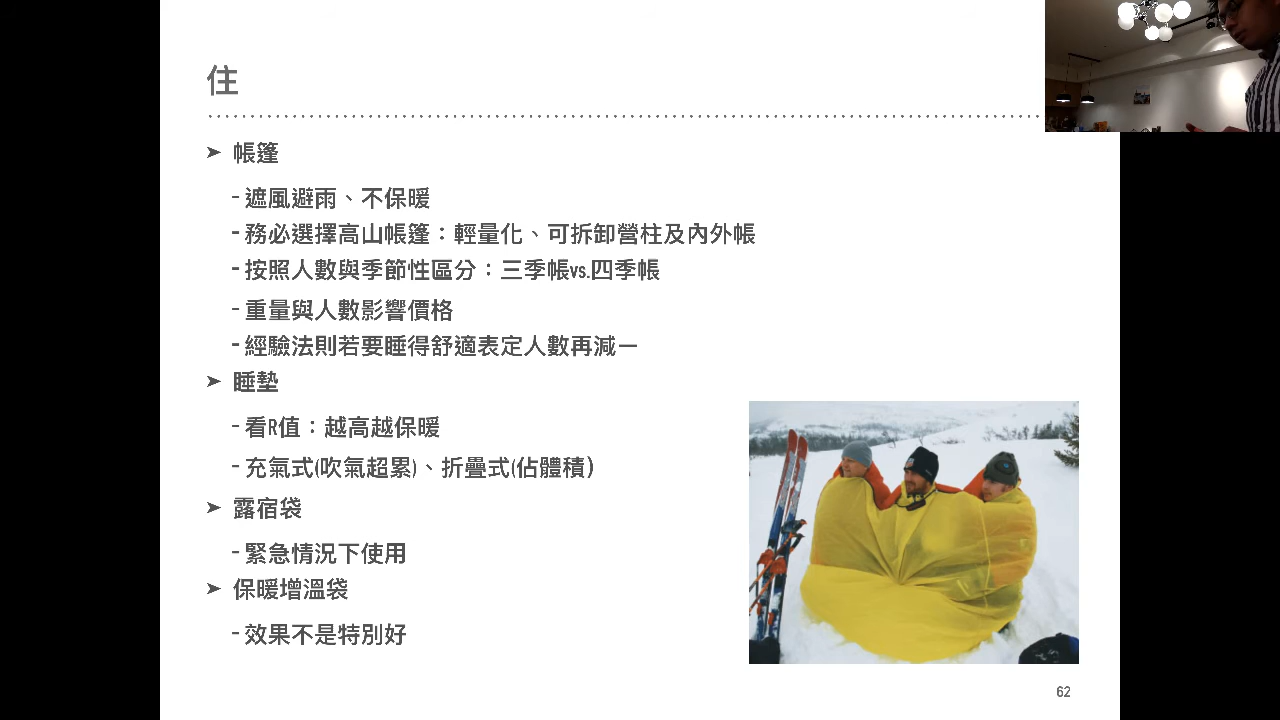 住
➤ 帳篷
- 遮風避雨、不保暖
- 務必選擇高山帳篷：輕量化、可拆卸營柱及內外帳
- 按照人數與季節性區分：三季帳vs.四季帳
- 重量與人數影響價格
- 經驗法則若要睡得舒適表定人數再減一
➤ 睡墊
- 看R值：越高越保暖
- 充氣式(吹氣超累)、折疊式(佔體積)
➤ 露宿袋
- 緊急情況下使用
➤ 保暖增溫袋
- 效果不是特別好
62